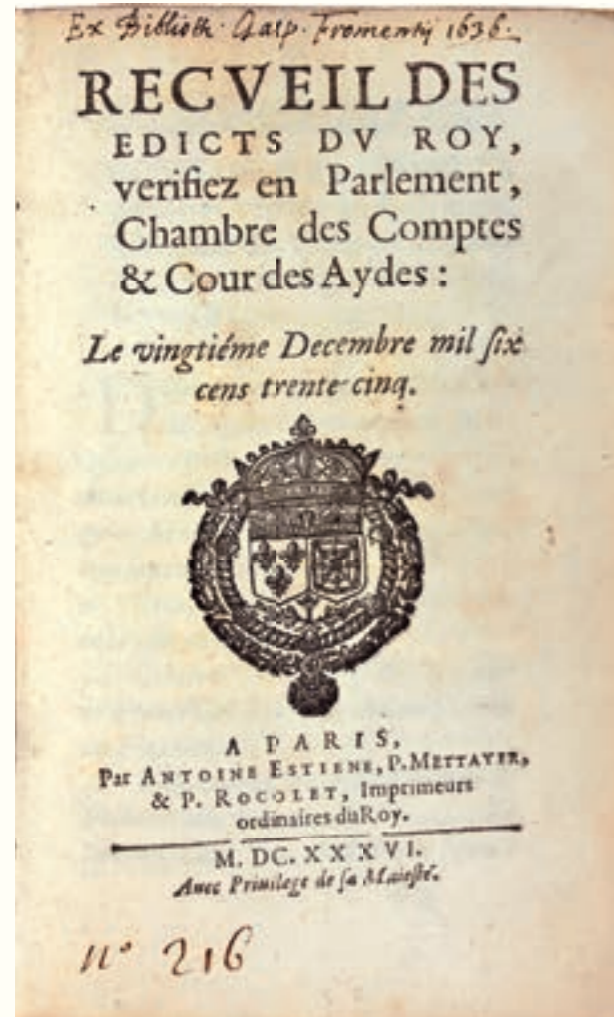 Ex Biblioth. Gasp. Fromentij 1636.
RECVEIL DES
EDICTS DV ROY,
verifiez en Parlement,
Chambre des Comptes
& Cour des Aydes :
Le vingtiéme Decembre mil six
cens trente-cinq.
A PARIS,
Par ANTOINE ESTIENE, P. METTAYER,
& P. ROCOLET, Imprimeurs
ordinaires du Roy.
M. DC. XXXVI.
Auec Priuilege de sa Maiesté.
n° 216